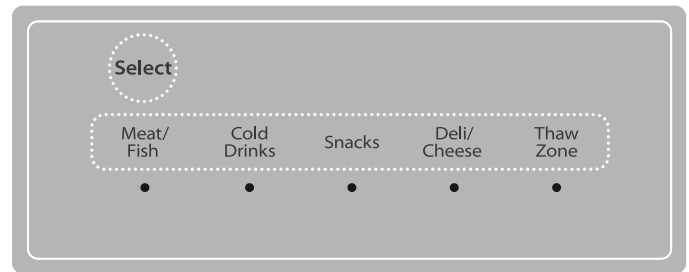 Select
Meat/
Fish
Cold
Drinks
Snacks
Deli/
Cheese
Thaw
Zone